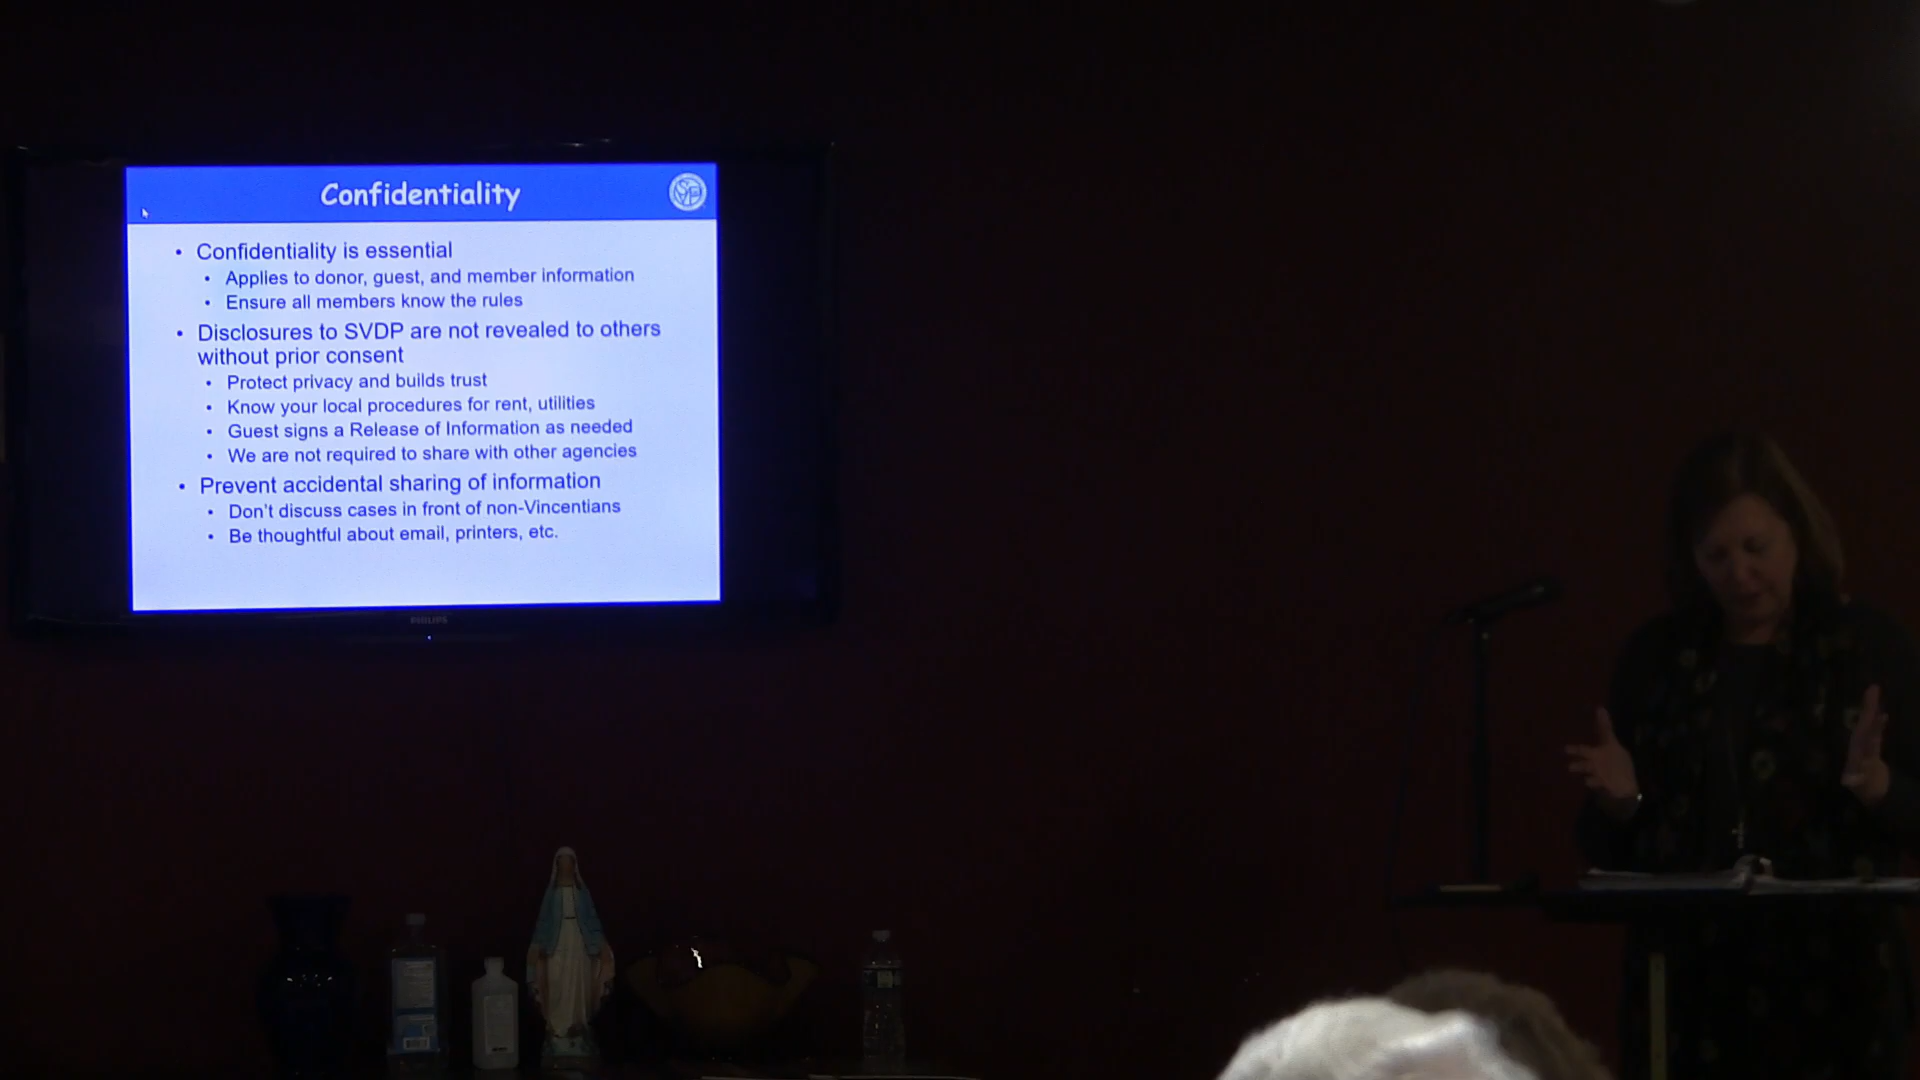 Confidentiality
SVP
• Confidentiality is essential
• Applies to donor, guest, and member information
• Ensure all members know the rules
• Disclosures to SVDP are not revealed to others
without prior consent
• Protect privacy and builds trust
• Know your local procedures for rent, utilities
• Guest signs a Release of Information as needed
• We are not required to share with other agencies
• Prevent accidental sharing of information
• Don't discuss cases in front of non-Vincentians
• Be thoughtful about email, printers, etc.
PHILIPS